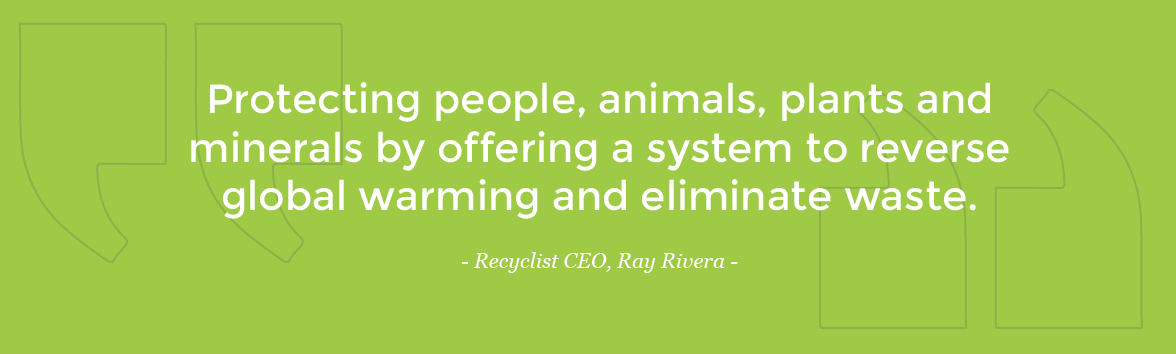 Protecting people, animals, plants and
minerals by offering a system to reverse
global warming and eliminate waste.
- Recyclist CEO, Ray Rivera -